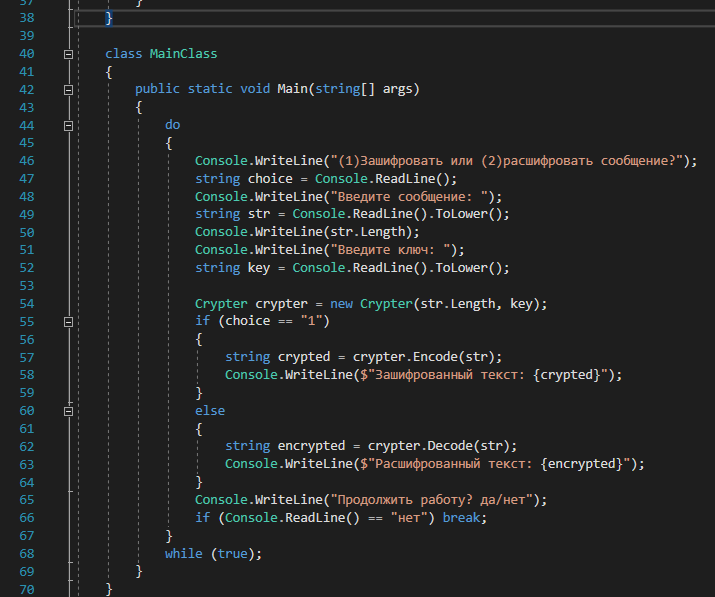 37 }
38 }
39
40 class MainClass
41 {
42 public static void Main(string[] args)
43 {
44 do
45 {
46 Console.WriteLine("(1)Зашифровать или (2)расшифровать сообщение?");
47 string choice = Console.ReadLine();
48 Console.WriteLine("Введите сообщение: ");
49 string str = Console.ReadLine().ToLower();
50 Console.WriteLine(str.Length);
51 Console.WriteLine("Введите ключ: ");
52 string key = Console.ReadLine().ToLower();
53
54 Crypter crypter = new Crypter(str.Length, key);
55 if (choice == "1")
56 {
57 string crypted = crypter.Encode(str);
58 Console.WriteLine($"Зашифрованный текст: {crypted}");
59 }
60 else
61 {
62 string encrypted = crypter.Decode(str);
63 Console.WriteLine($"Расшифрованный текст: {encrypted}");
64 }
65 Console.WriteLine("Продолжить работу? да/нет");
66 if (Console.ReadLine() == "нет") break;
67 }
68 while (true);
69 }
70 }